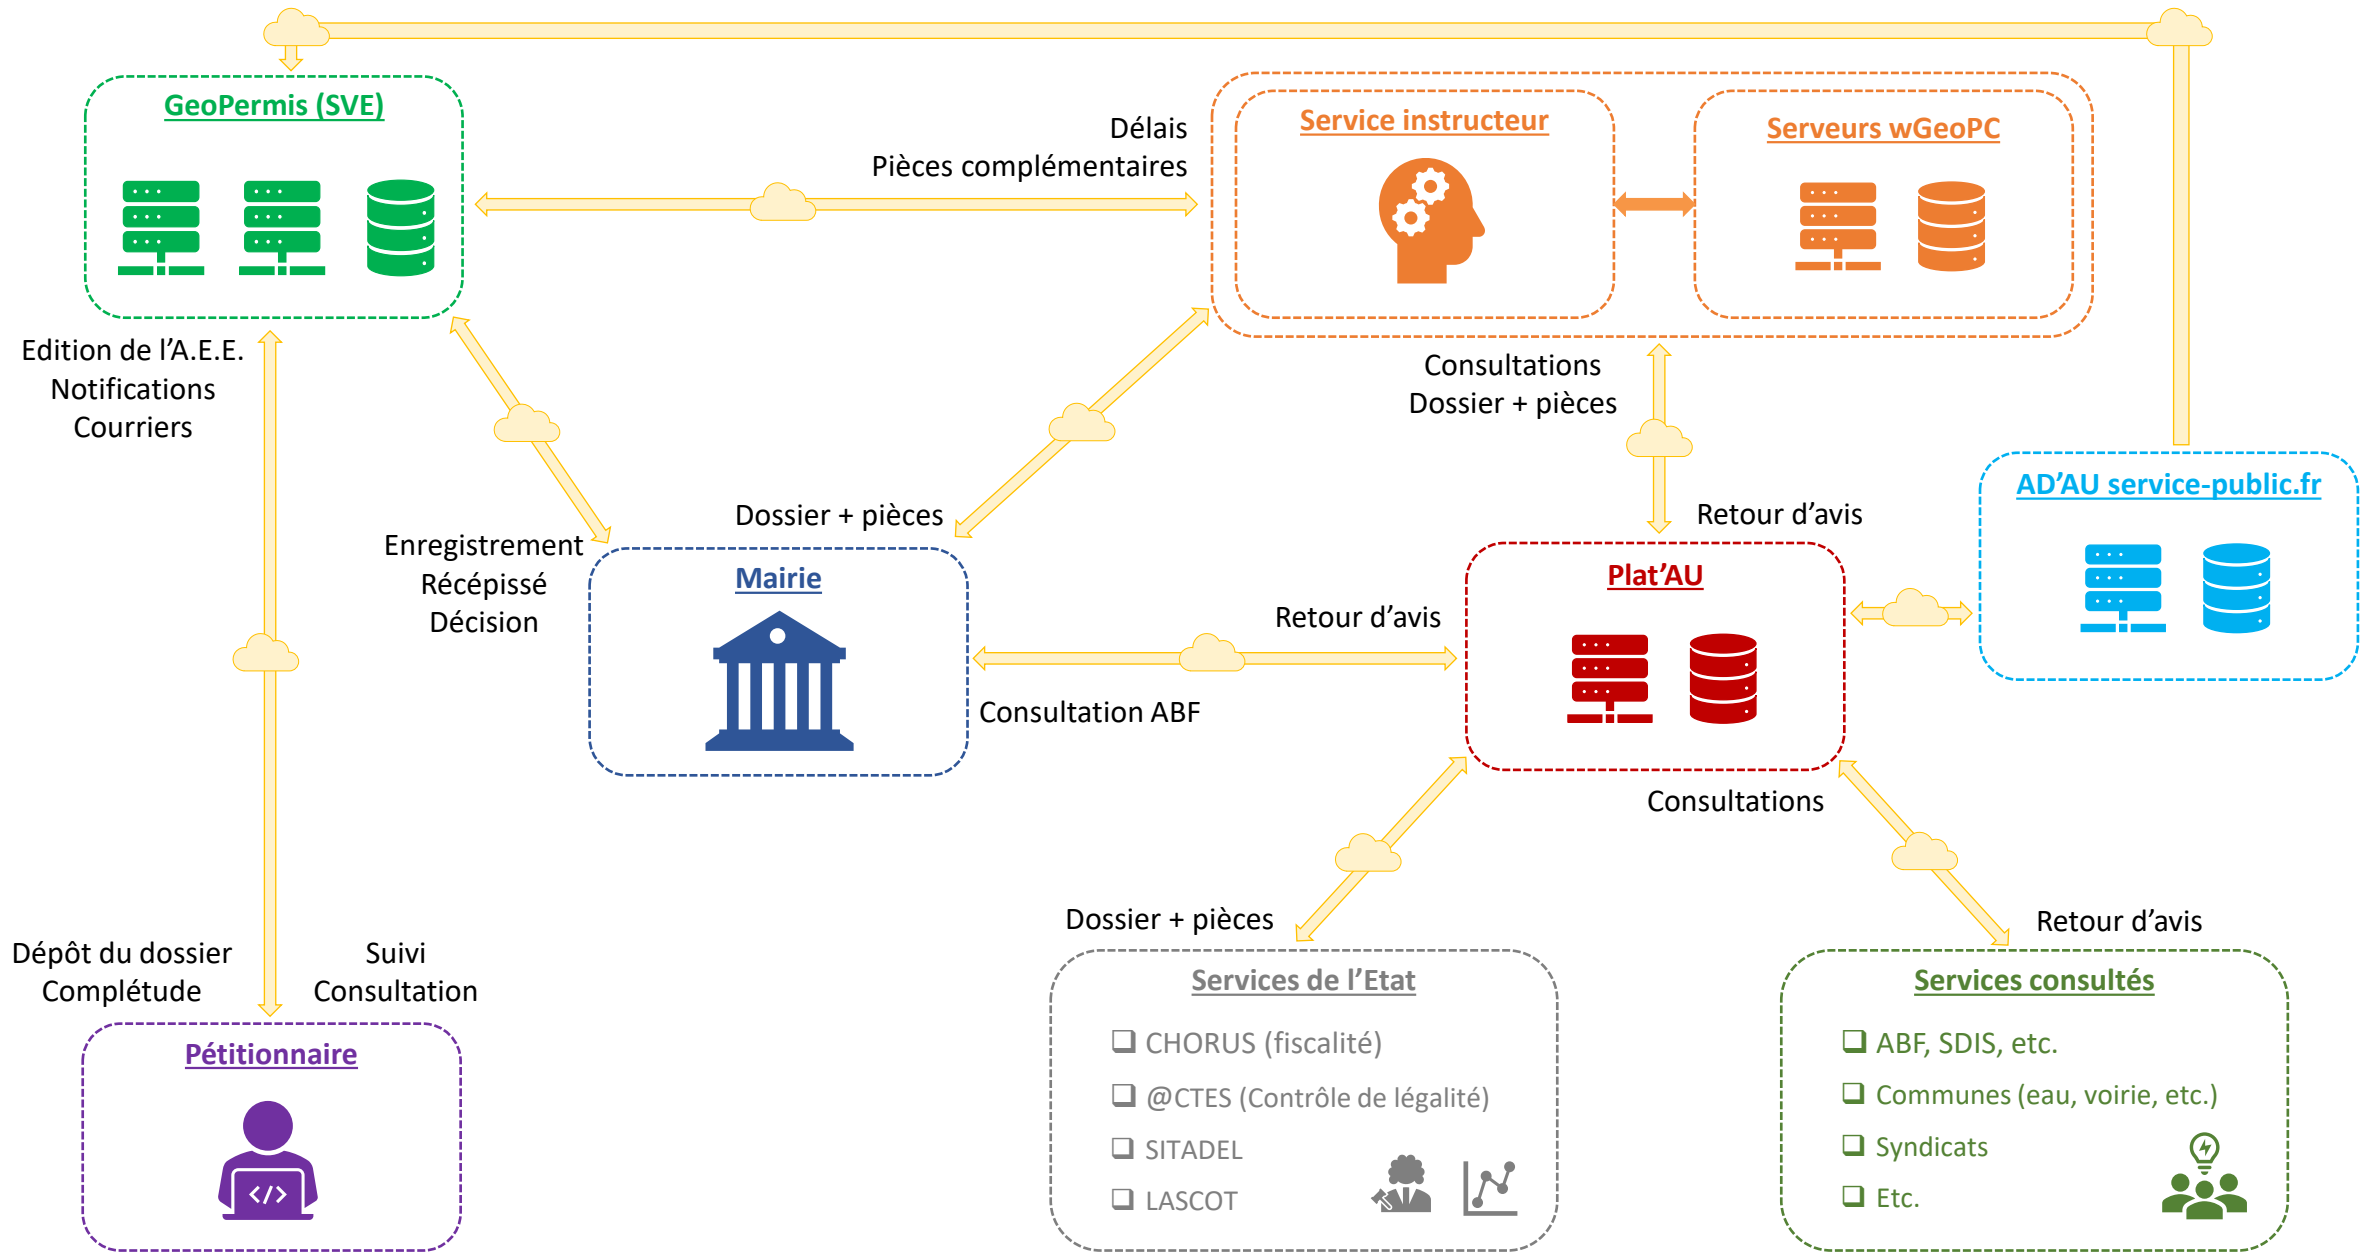 GeoPermis (SVE)
Délais
Pièces complémentaires
Service instructeur
Serveurs wGeoPC
Edition de l’A.E.E.
Notifications
Courriers
Consultations
Dossier + pièces
AD’AU service-public.fr
Dossier + pièces
Retour d’avis
Enregistrement
Récépissé
Décision
Mairie
Plat’AU
Retour d’avis
Consultation ABF
Consultations
Dossier + pièces
Retour d’avis
Dépôt du dossier
Complétude
Suivi
Consultation
Pétitionnaire
</>
Services de l’Etat
❑ CHORUS (fiscalité)
❑ @CTES (Contrôle de légalité)
❑ SITADEL
❑ LASCOT
Services consultés
❑ ABF, SDIS, etc.
❑ Communes (eau, voirie, etc.)
❑ Syndicats
❑ Etc.